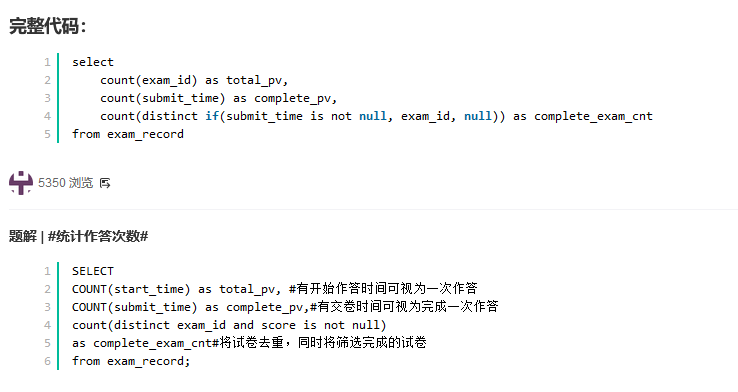 完整代码：
1 select
2     count(exam_id) as total_pv,
3     count(submit_time) as complete_pv,
4     count(distinct if(submit_time is not null, exam_id, null)) as complete_exam_cnt
5 from exam_record
5350 浏览
题解 | #统计作答次数#
1 SELECT
2 COUNT(start_time) as total_pv, #有开始作答时间可视为一次作答
3 COUNT(submit_time) as complete_pv,#有交卷时间可视为完成一次作答
4 count(distinct exam_id and score is not null)
5 as complete_exam_cnt#将试卷去重，同时将筛选完成的试卷
6 from exam_record;